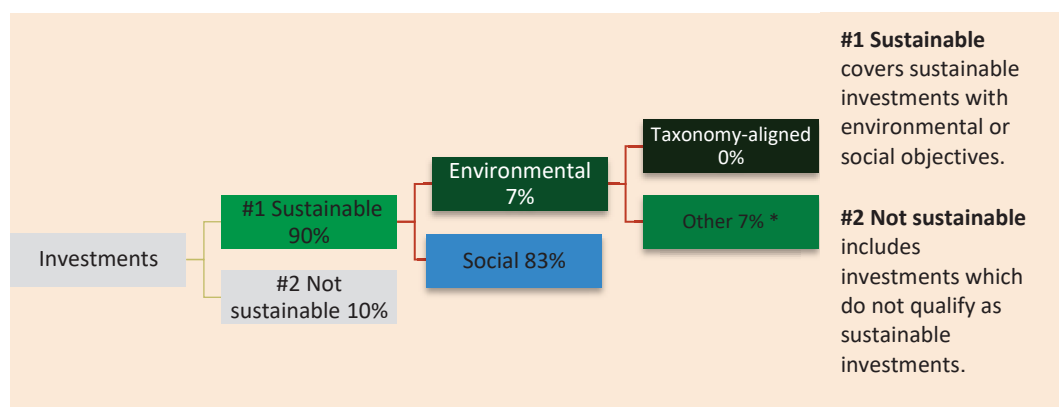 Investments
#1 Sustainable
90%
#2 Not
sustainable 10%
Environmental
7%
Social 83%
Taxonomy-aligned
0%
Other 7% *
#1 Sustainable
covers sustainable
investments with
environmental or
social objectives.
#2 Not sustainable
includes
investments which
do not qualify as
sustainable
investments.